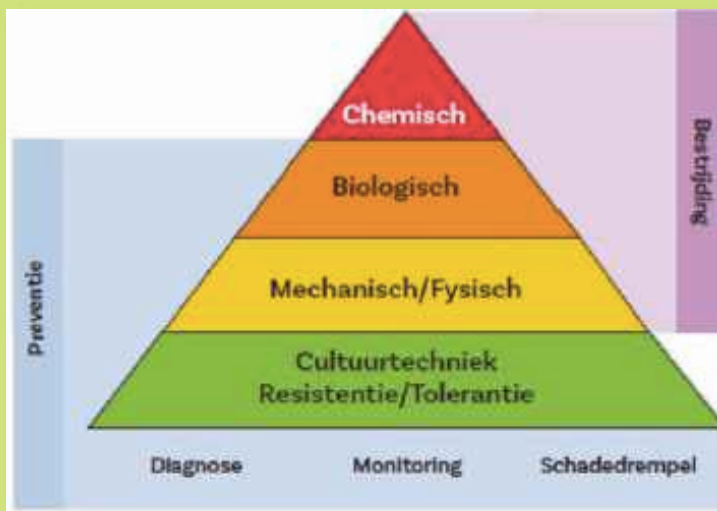 Chemisch
Biologisch
Mechanisch/Fysisch
Cultuurtechniek
Resistentie/Tolerantie
Diagnose
Monitoring
Schadedrempel
Preventie
Bestrijding